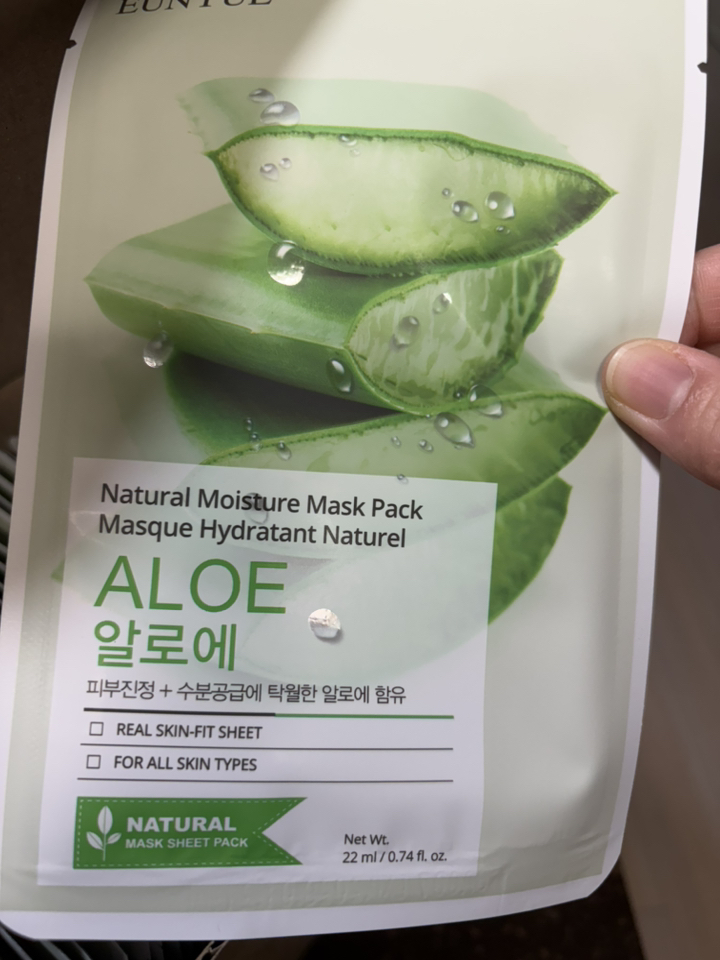 EUNYUL
Natural Moisture Mask Pack
Masque Hydratant Naturel
ALOE
알로에
피부진정 + 수분공급에 탁월한 알로에 함유
REAL SKIN-FIT SHEET
FOR ALL SKIN TYPES
NATURAL
MASK SHEET PACK
Net Wt.
22 ml / 0.74 fl. oz.